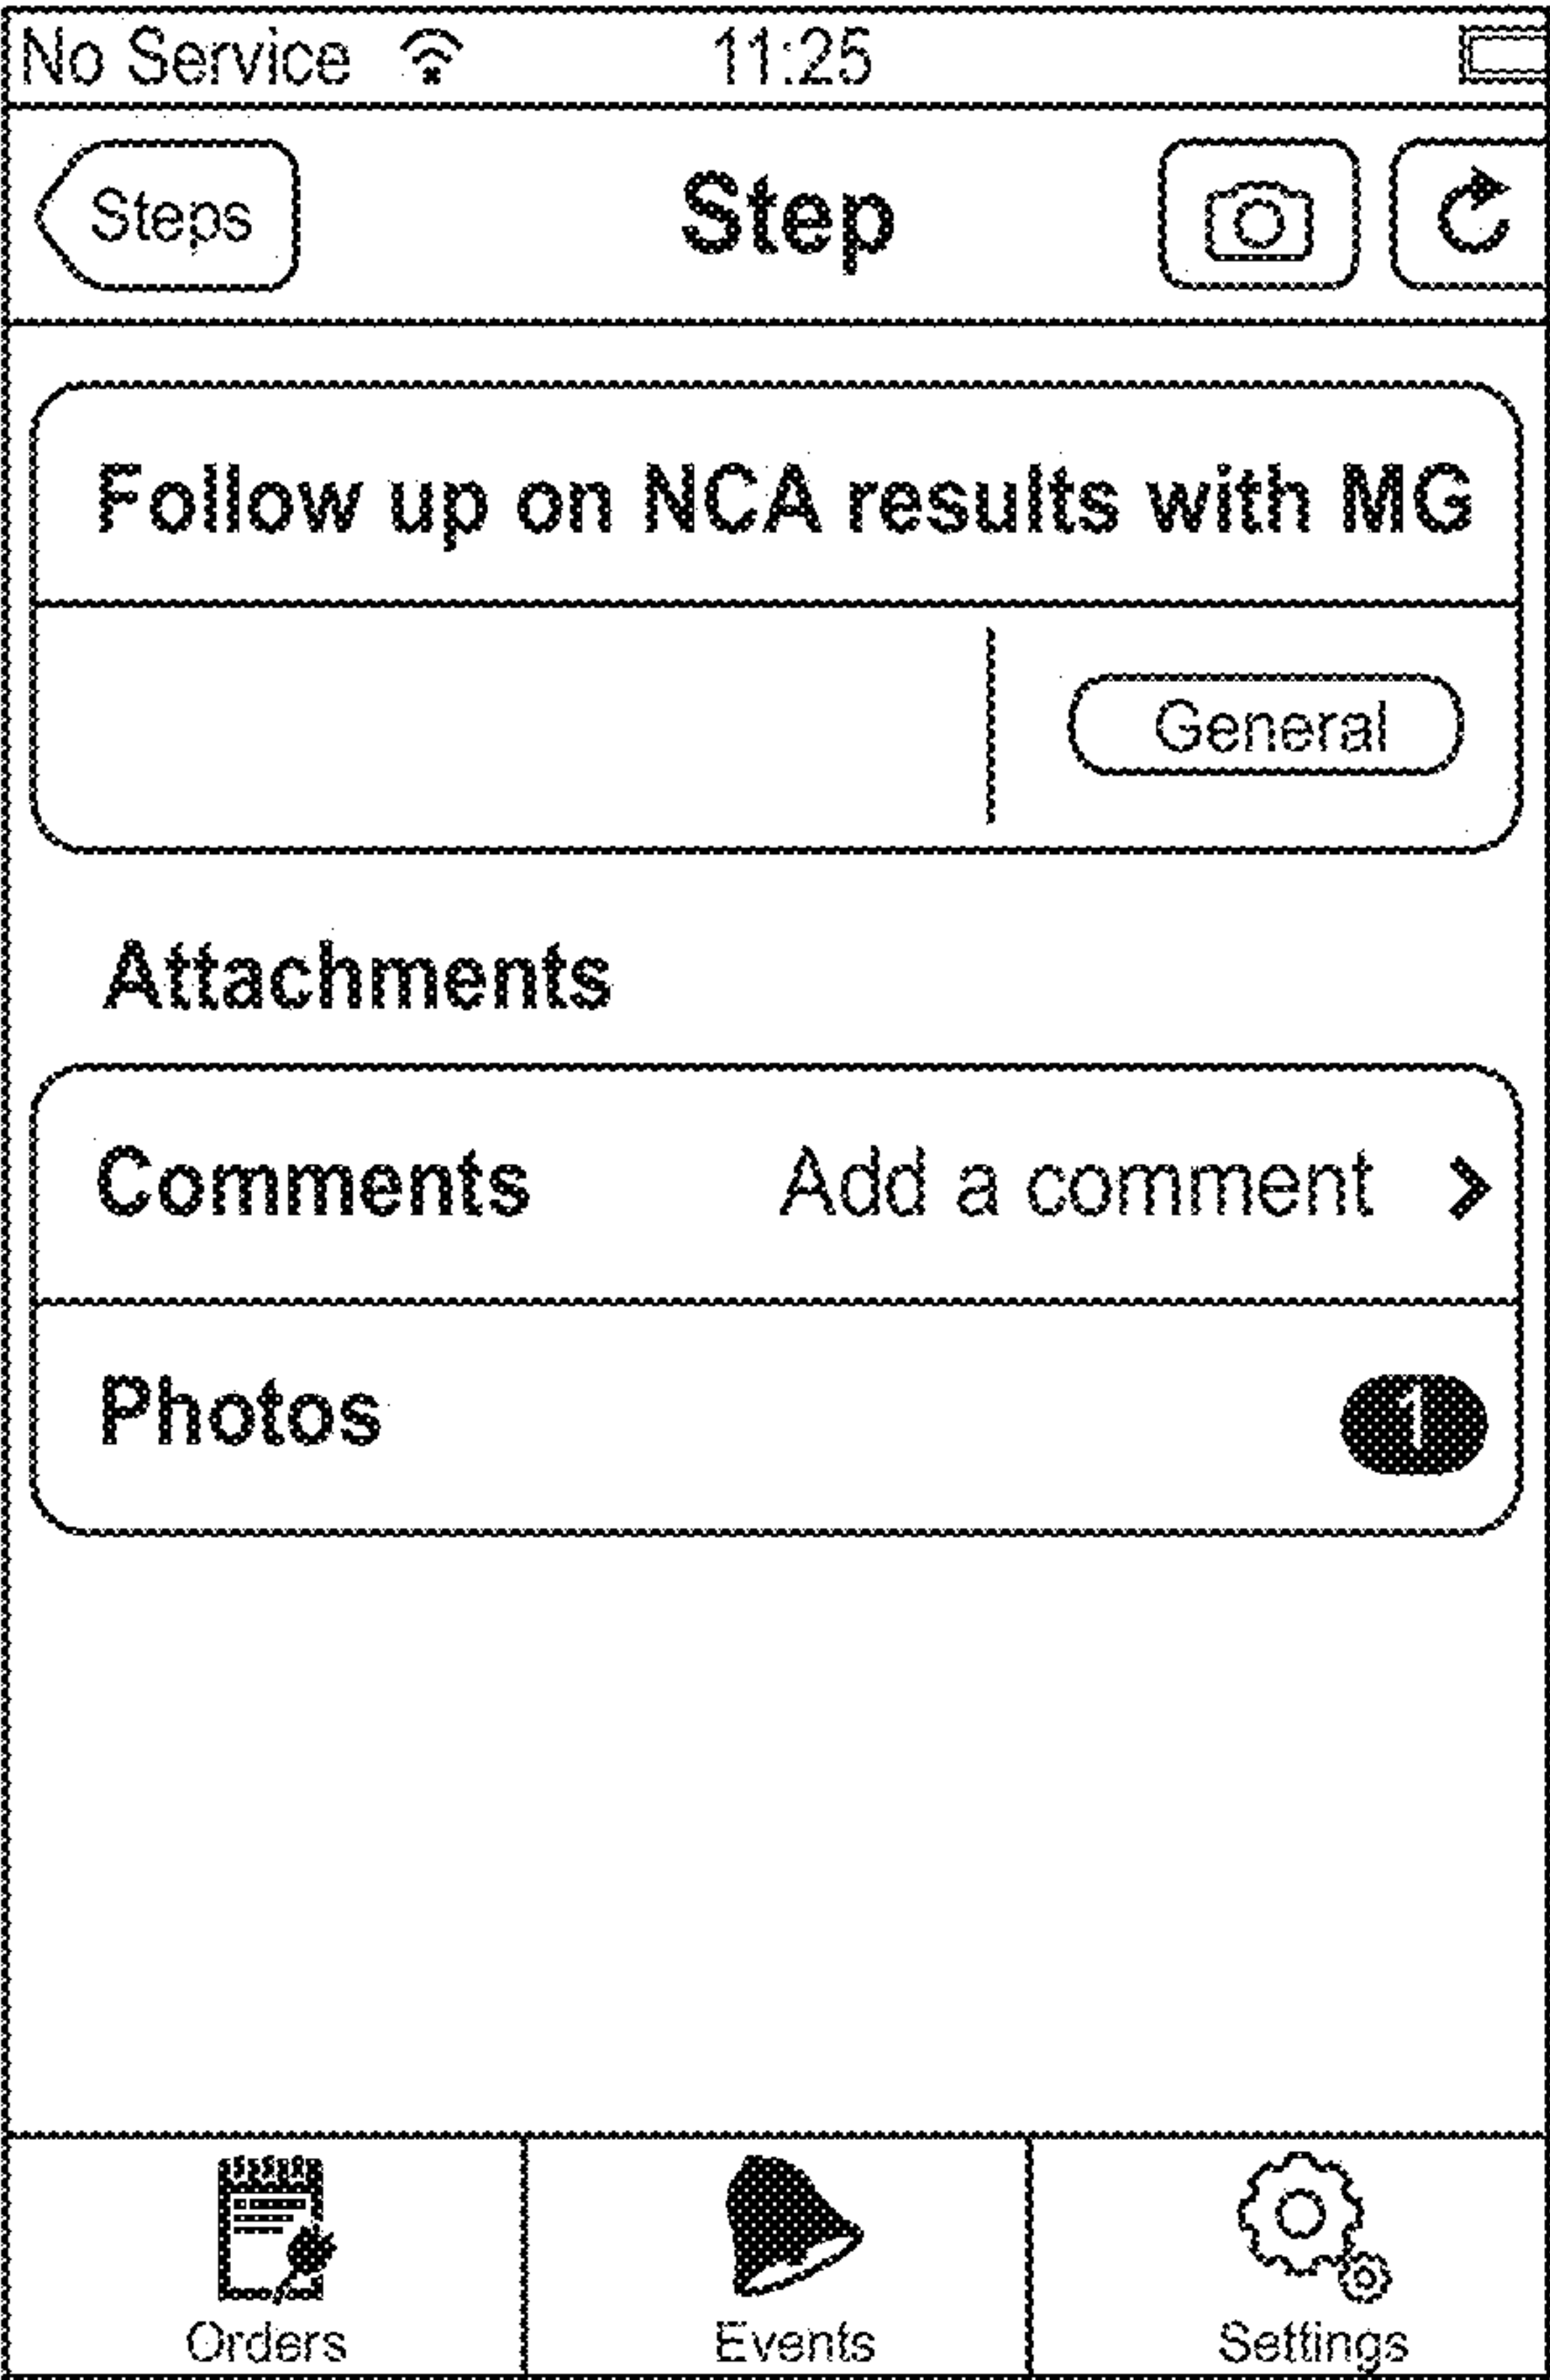 No Service 11:25
Steps Step
Follow up on NCA results with MG
General
Attachments
Comments Add a comment >
Photos 1
Orders Events Settings